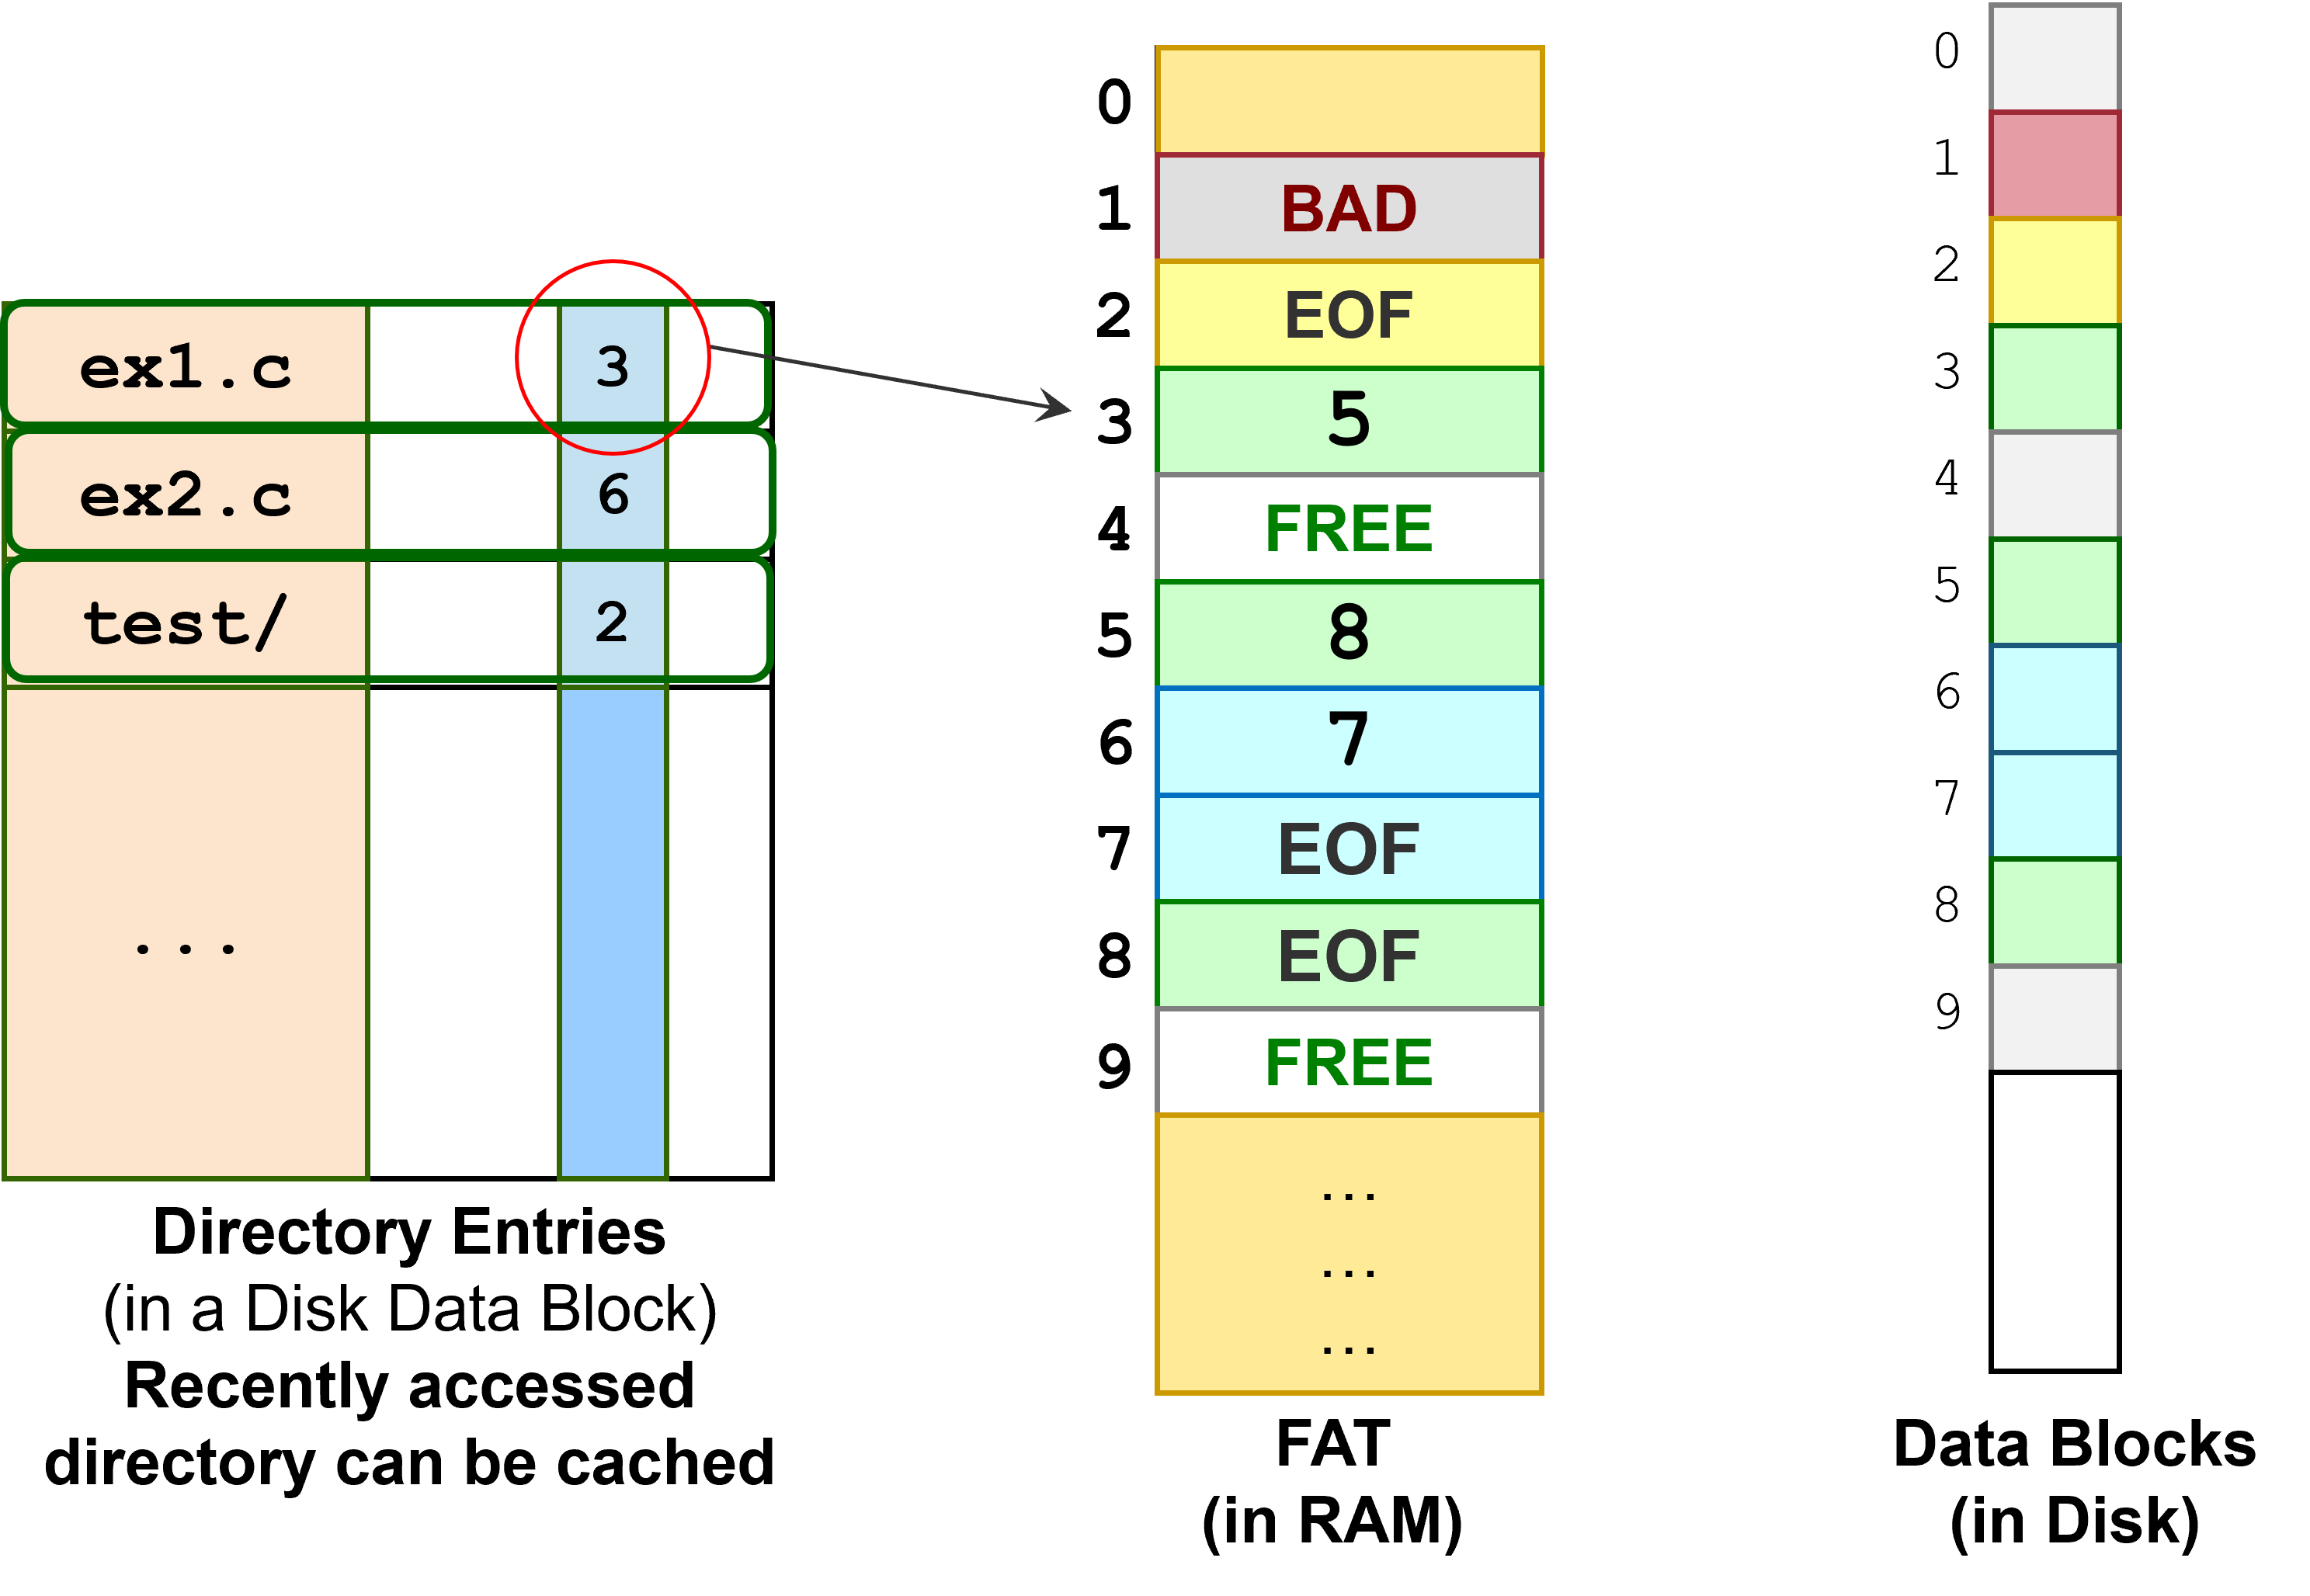 ex1.c 3
ex2.c 6
test/ 2
...
Directory Entries
(in a Disk Data Block)
Recently accessed
directory can be cached
0
1 BAD
2 EOF
3 5
4 FREE
5 8
6 7
7 EOF
8 EOF
9 FREE
...
...
...
FAT
(in RAM)
0
1
2
3
4
5
6
7
8
9
Data Blocks
(in Disk)